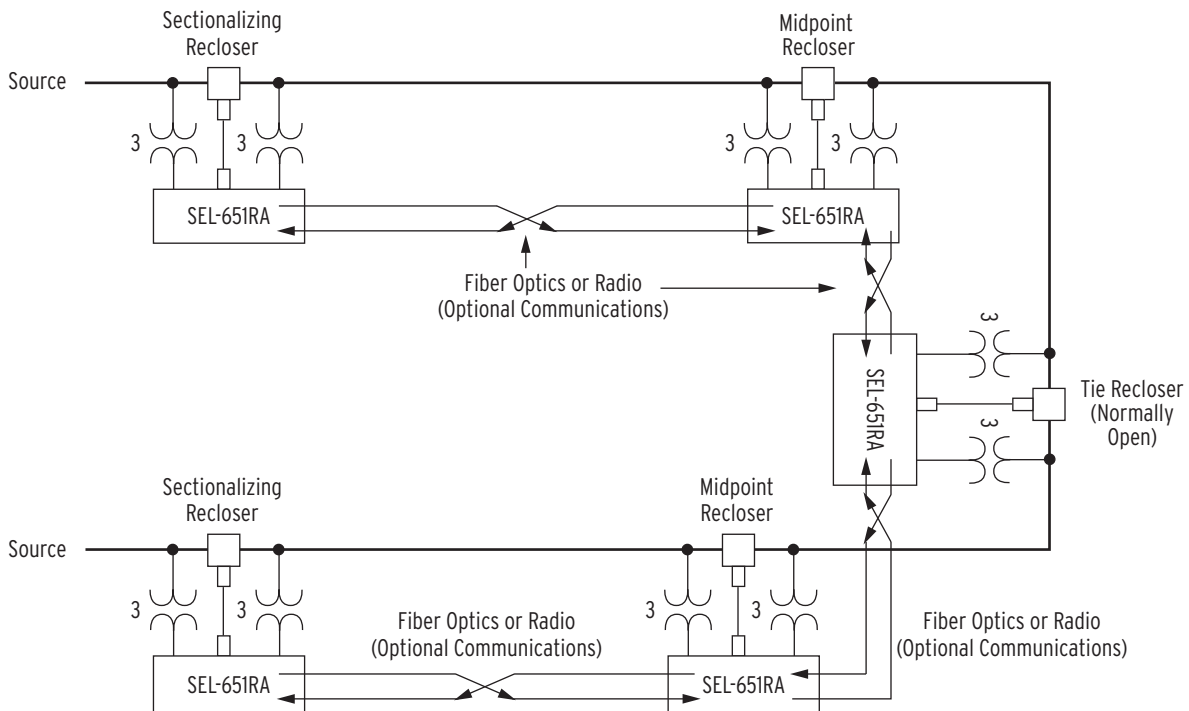 Sectionalizing
Recloser
Midpoint
Recloser
Source
3
3
3
3
SEL-651RA
SEL-651RA
Fiber Optics or Radio
(Optional Communications)
3
SEL-651RA
Tie Recloser
(Normally
Open)
3
Sectionalizing
Recloser
Midpoint
Recloser
Source
3
3
3
3
Fiber Optics or Radio
(Optional Communications)
Fiber Optics or Radio
(Optional Communications)
SEL-651RA
SEL-651RA